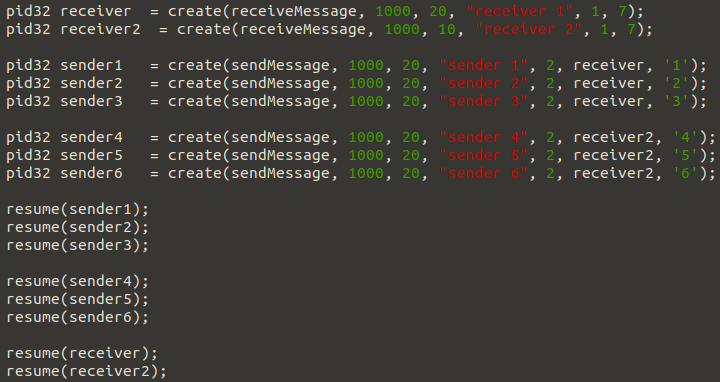 pid32 receiver  = create(receiveMessage, 1000, 20, "receiver 1", 1, 7);
pid32 receiver2  = create(receiveMessage, 1000, 10, "receiver 2", 1, 7);
pid32 sender1   = create(sendMessage, 1000, 20, "sender 1", 2, receiver, '1');
pid32 sender2   = create(sendMessage, 1000, 20, "sender 2", 2, receiver, '2');
pid32 sender3   = create(sendMessage, 1000, 20, "sender 3", 2, receiver, '3');
pid32 sender4   = create(sendMessage, 1000, 20, "sender 4", 2, receiver2, '4');
pid32 sender5   = create(sendMessage, 1000, 20, "sender 5", 2, receiver2, '5');
pid32 sender6   = create(sendMessage, 1000, 20, "sender 6", 2, receiver2, '6');
resume(sender1);
resume(sender2);
resume(sender3);
resume(sender4);
resume(sender5);
resume(sender6);
resume(receiver);
resume(receiver2);